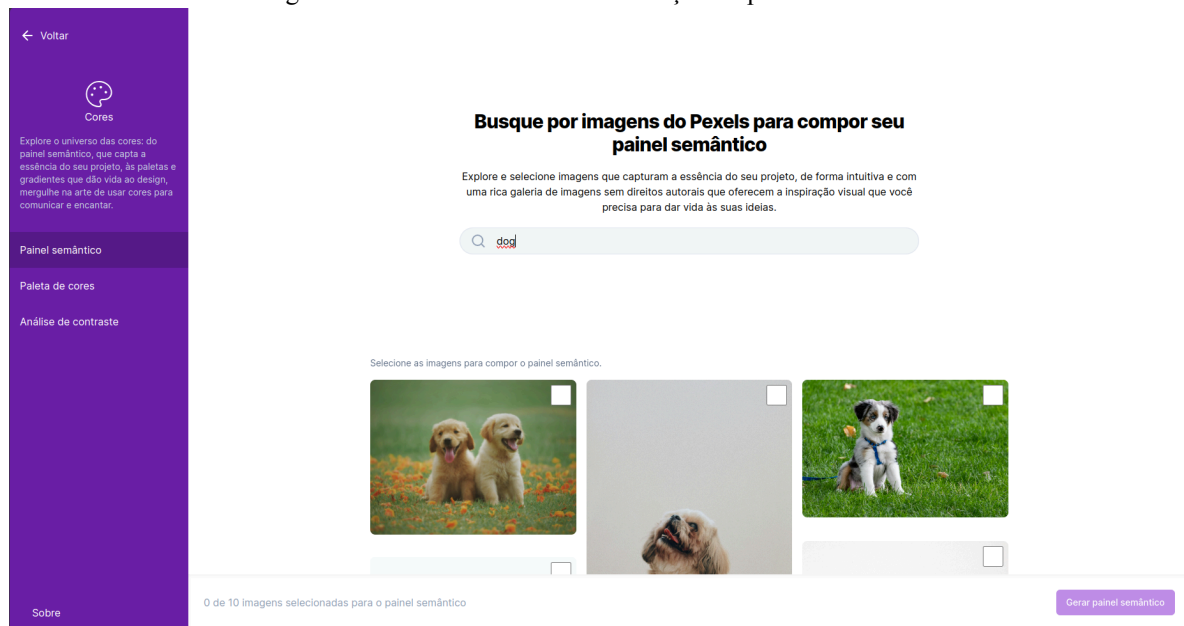 Voltar
Cores
Explore o universo das cores: do
painel semântico, que capta a
essência do seu projeto, às paletas e
gradientes que dão vida ao design,
mergulhe na arte de usar cores para
comunicar e encantar.
Painel semântico
Paleta de cores
Análise de contraste
Sobre
Busque por imagens do Pexels para compor seu
painel semântico
Explore e selecione imagens que capturam a essência do seu projeto, de forma intuitiva e com
uma rica galeria de imagens sem direitos autorais que oferecem a inspiração visual que você
precisa para dar vida às suas ideias.
dog
Selecione as imagens para compor o painel semântico.
0 de 10 imagens selecionadas para o painel semântico
Gerar painel semântico